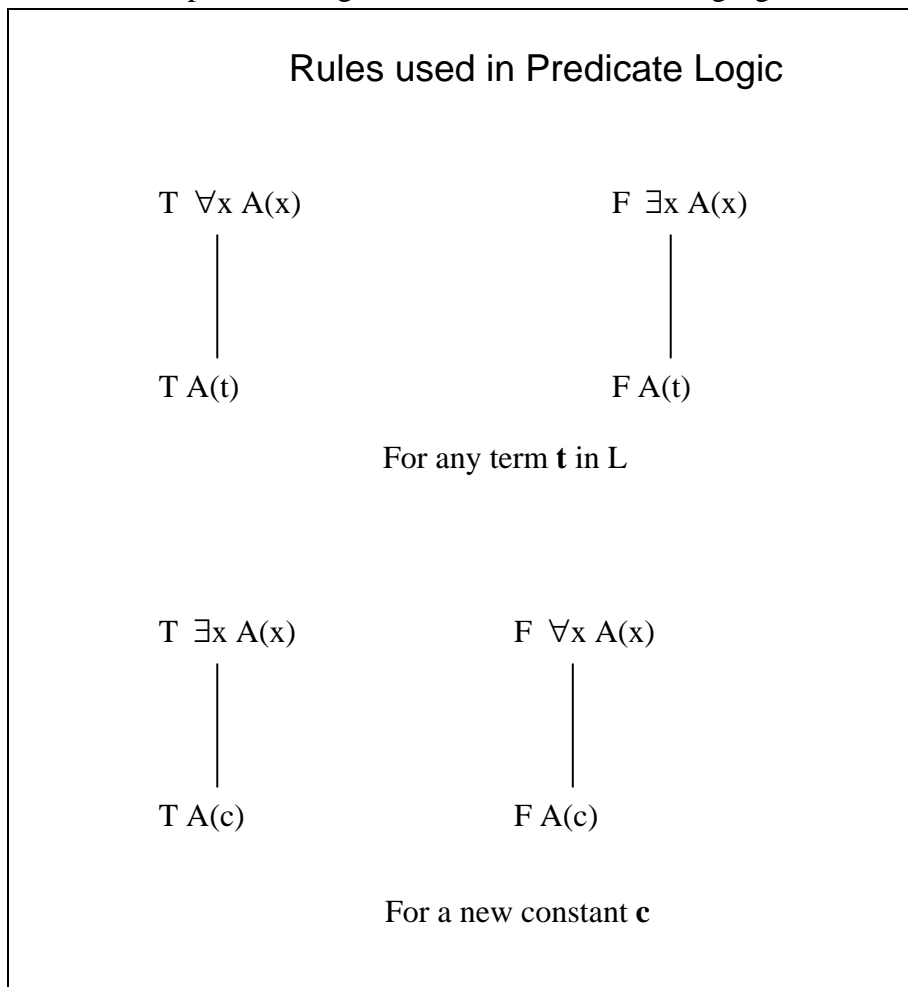 Rules used in Predicate Logic
T ∀x A(x) F ∃x A(x)
T A(t) F A(t)
For any term t in L
T ∃x A(x) F ∀x A(x)
T A(c) F A(c)
For a new constant c